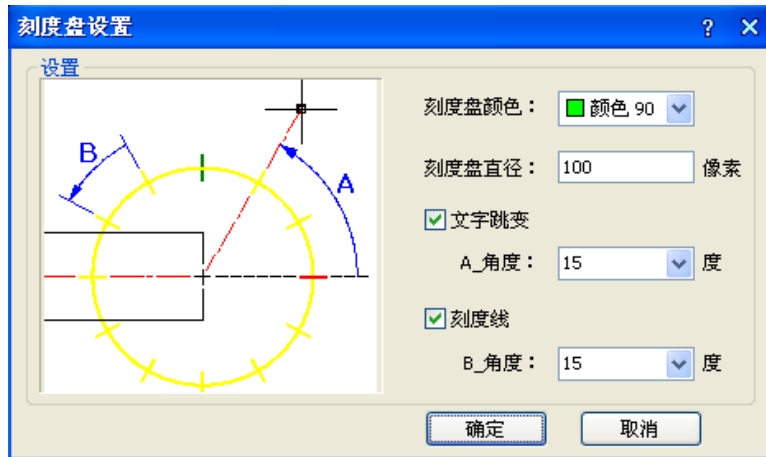 刻度盘设置
设置
刻度盘颜色： 颜色 90
刻度盘直径： 100 像素
文字跳变
A_角度： 15 度
刻度线
B_角度： 15 度
B
A
确定 取消